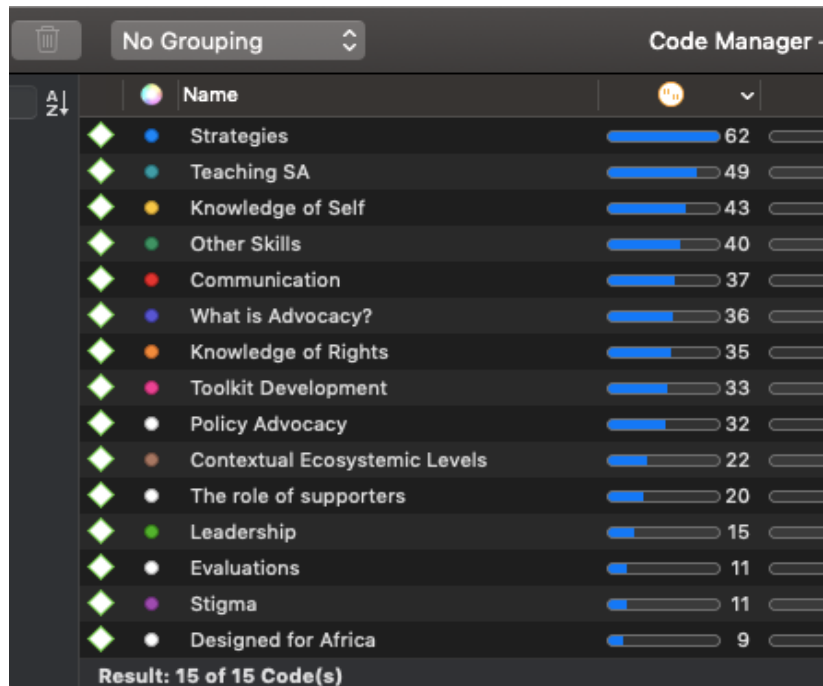 No Grouping Code Manager -
Name
Strategies 62
Teaching SA 49
Knowledge of Self 43
Other Skills 40
Communication 37
What is Advocacy? 36
Knowledge of Rights 35
Toolkit Development 33
Policy Advocacy 32
Contextual Ecosystemic Levels 22
The role of supporters 20
Leadership 15
Evaluations 11
Stigma 11
Designed for Africa 9
Result: 15 of 15 Code(s)